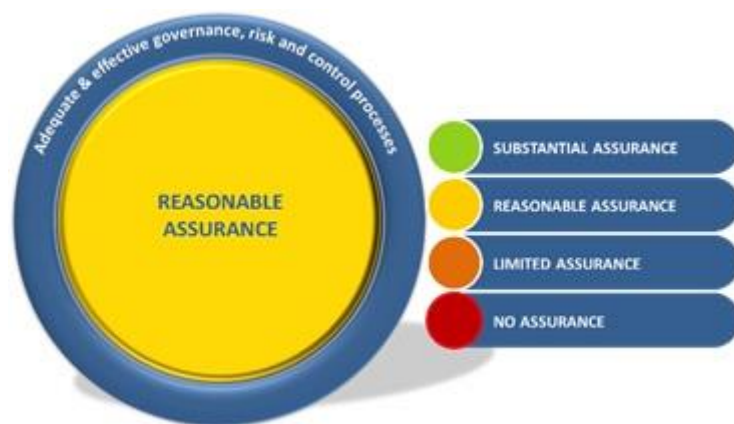 Adequate & effective governance, risk and control processes
REASONABLE
ASSURANCE
SUBSTANTIAL ASSURANCE
REASONABLE ASSURANCE
LIMITED ASSURANCE
NO ASSURANCE